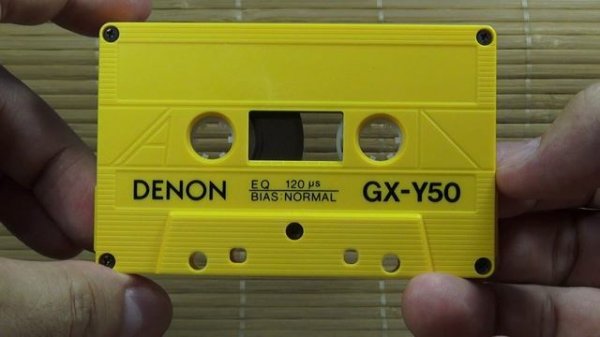 A
DENON
EQ 120 µs
BIAS:NORMAL
GX-Y50